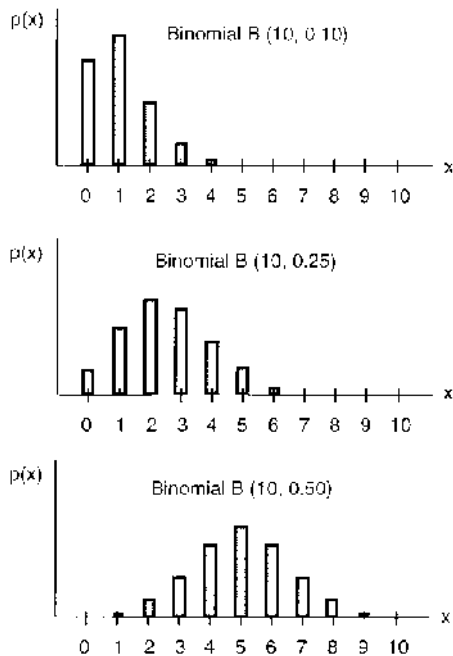 p(x)
Binomial B (10, 0.10)
x
0 1 2 3 4 5 6 7 8 9 10
p(x)
Binomial B (10, 0.25)
x
0 1 2 3 4 5 6 7 8 9 10
p(x)
Binomial B (10, 0.50)
x
0 1 2 3 4 5 6 7 8 9 10